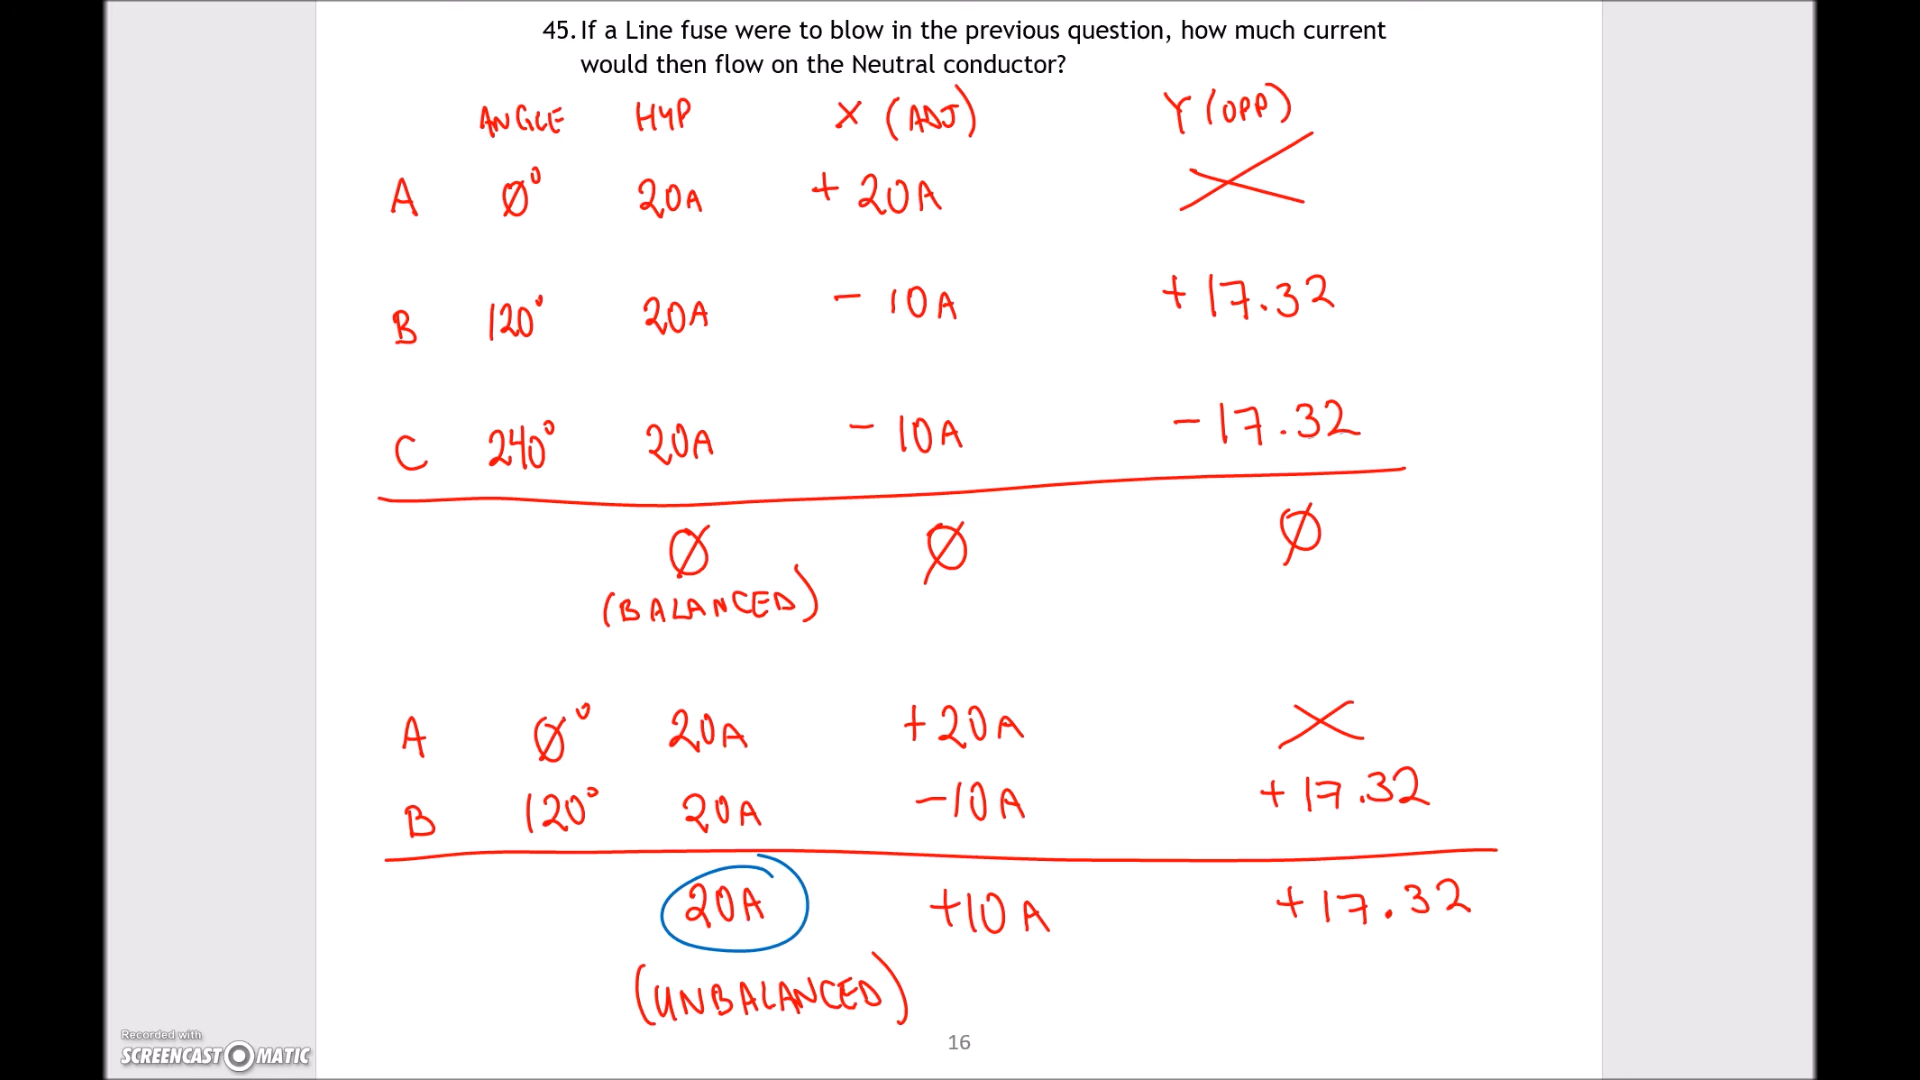 45. If a Line fuse were to blow in the previous question, how much current
would then flow on the Neutral conductor?
ANGLE HYP X (ADJ) Y (OPP)
A Ø° 20A + 20A
B 120° 20A - 10A + 17.32
C 240° 20A - 10A - 17.32
Ø Ø Ø
(BALANCED)
A Ø° 20A +20A
B 120° 20A -10A + 17.32
20A +10A + 17.32
(UNBALANCED)
16
Recorded with
SCREENCAST MATIC